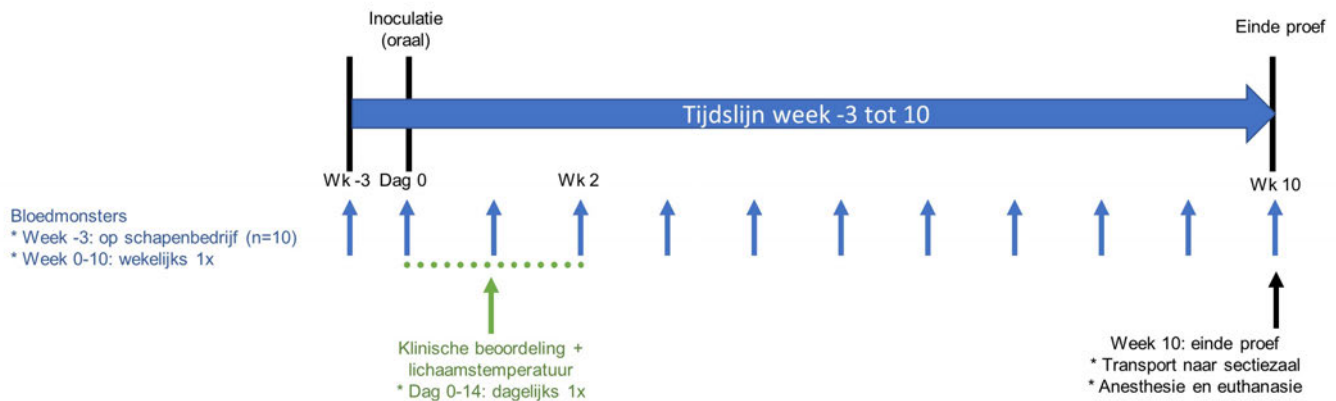 Inoculatie
(oraal)
Einde proef
Tijdslijn week -3 tot 10
Wk -3
Dag 0
Wk 2
Wk 10
Bloedmonsters
* Week -3: op schapenbedrijf (n=10)
* Week 0-10: wekelijks 1x
Klinische beoordeling +
lichaamstemperatuur
* Dag 0-14: dagelijks 1x
Week 10: einde proef
* Transport naar sectiezaal
* Anesthesie en euthanasie